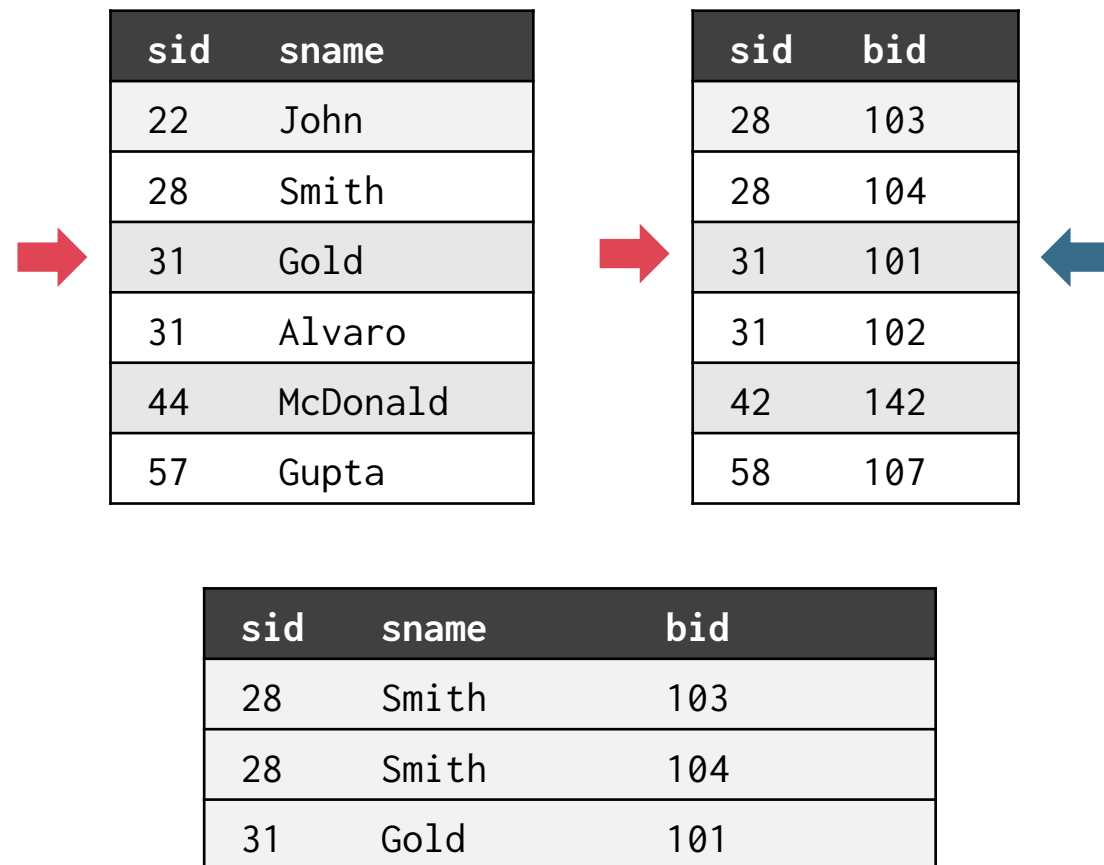 sid sname
22 John
28 Smith
31 Gold
31 Alvaro
44 McDonald
57 Gupta
sid bid
28 103
28 104
31 101
31 102
42 142
58 107
sid sname bid
28 Smith 103
28 Smith 104
31 Gold 101